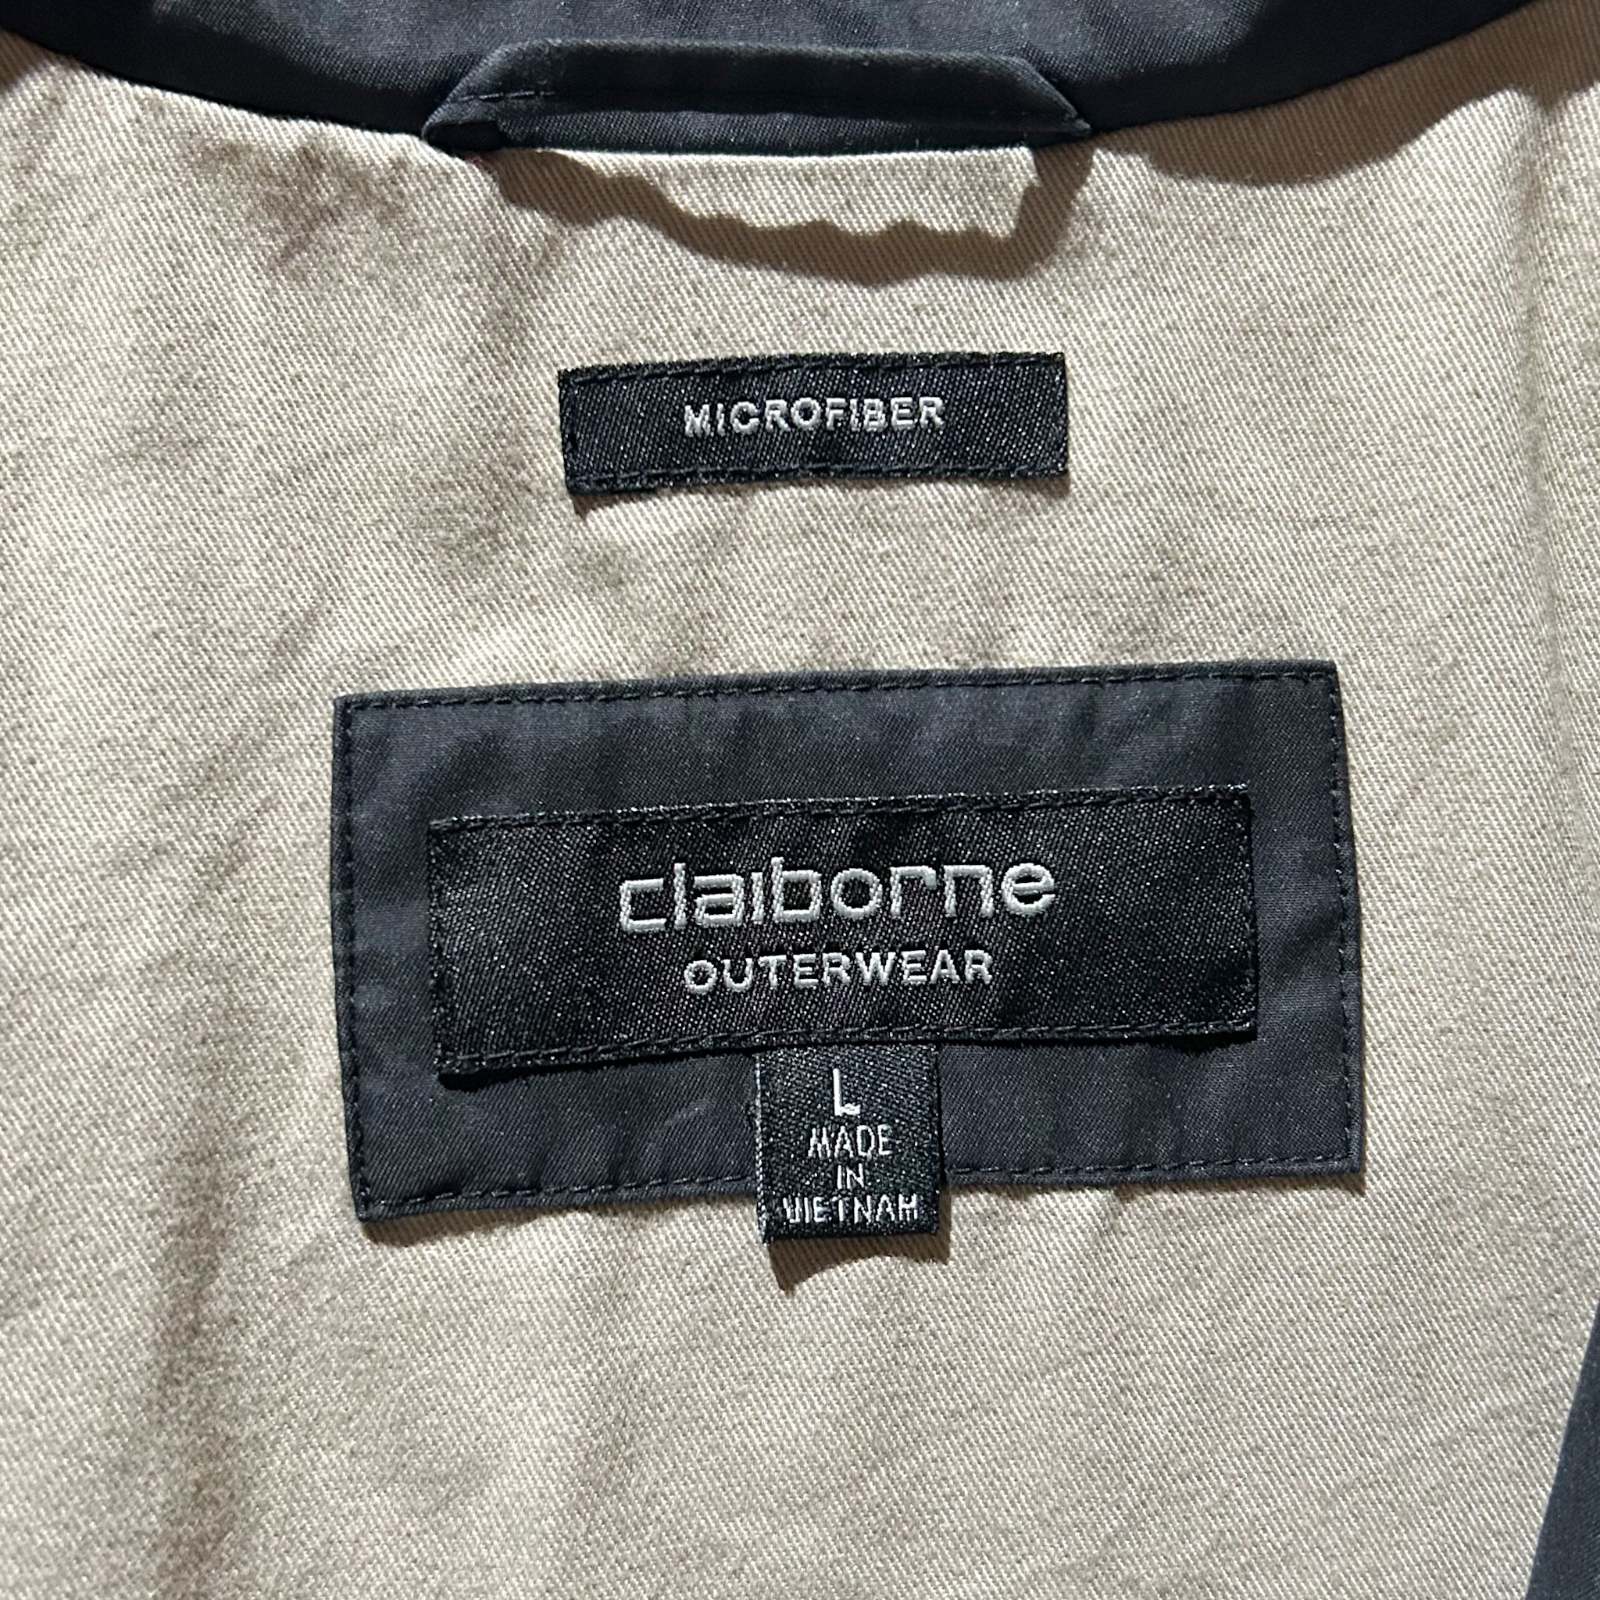 MICROFIBER
claiborne
OUTERWEAR
L
MADE
IN
VIETNAM